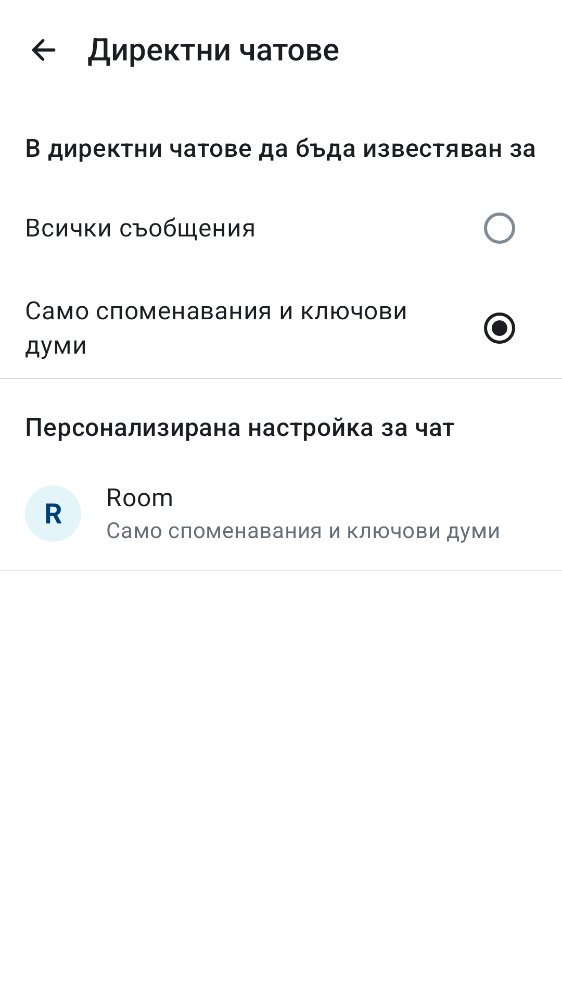 Директни чатове
В директни чатове да бъда известяван за
Всички съобщения
Само споменавания и ключови
думи
Персонализирана настройка за чат
R
Room
Само споменавания и ключови думи